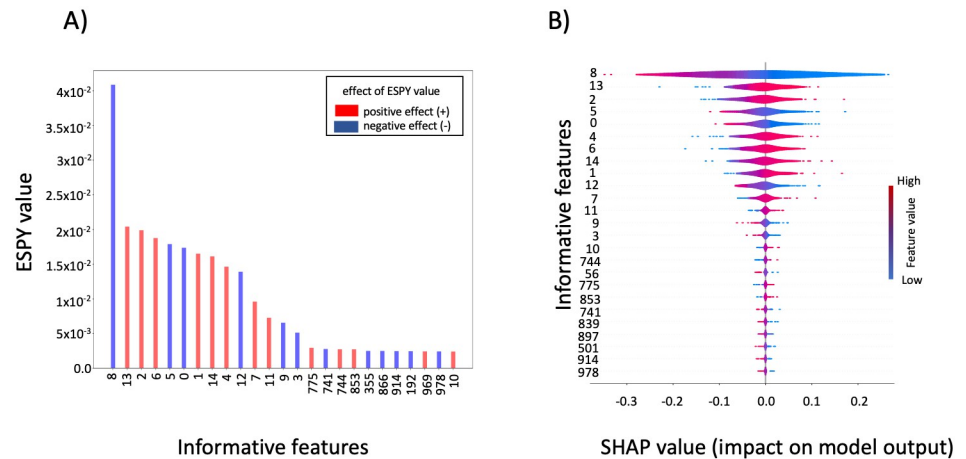 A)
B)
effect of ESPY value
positive effect (+)
negative effect (-)
4x10⁻²
3.5x10⁻²
3x10⁻²
2.5x10⁻²
2x10⁻²
1.5x10⁻²
1x10⁻²
5x10⁻³
0.0
ESPY value
8 13 2 6 5 0 1 14 4 12 7 11 9 3 775 741 744 853 355 866 914 192 969 978 10
Informative features
Informative features
8
13
2
5
0
4
6
14
1
12
7
11
9
3
10
744
56
775
853
741
839
897
501
914
978
High
Feature value
Low
-0.3 -0.2 -0.1 0.0 0.1 0.2
SHAP value (impact on model output)